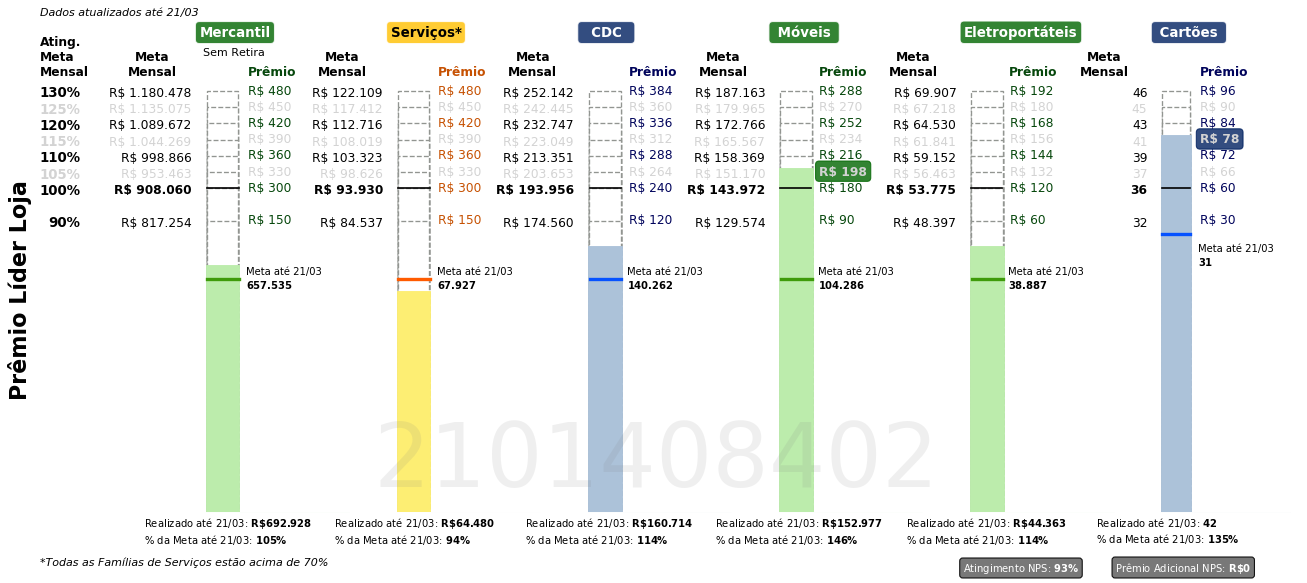 Dados atualizados até 21/03
Mercantil Serviços* CDC Móveis Eletroportáteis Cartões
Sem Retira
Ating. Meta Mensal
Meta Mensal Prêmio Meta Mensal Prêmio Meta Mensal Prêmio Meta Mensal Prêmio Meta Mensal Prêmio Meta Mensal Prêmio
130% R$ 1.180.478 R$ 480 R$ 122.109 R$ 480 R$ 252.142 R$ 384 R$ 187.163 R$ 288 R$ 69.907 R$ 192 46 R$ 96
125% R$ 1.135.075 R$ 450 R$ 117.412 R$ 450 R$ 242.445 R$ 360 R$ 179.965 R$ 270 R$ 67.218 R$ 180 45 R$ 90
120% R$ 1.089.672 R$ 420 R$ 112.716 R$ 420 R$ 232.747 R$ 336 R$ 172.766 R$ 252 R$ 64.530 R$ 168 43 R$ 84
115% R$ 1.044.269 R$ 390 R$ 108.019 R$ 390 R$ 223.049 R$ 312 R$ 165.567 R$ 234 R$ 61.841 R$ 156 41 R$ 78
110% R$ 998.866 R$ 360 R$ 103.323 R$ 360 R$ 213.351 R$ 288 R$ 158.369 R$ 216 R$ 59.152 R$ 144 39 R$ 72
105% R$ 953.463 R$ 330 R$ 98.626 R$ 330 R$ 203.653 R$ 264 R$ 151.170 R$ 198 R$ 56.463 R$ 132 37 R$ 66
100% R$ 908.060 R$ 300 R$ 93.930 R$ 300 R$ 193.956 R$ 240 R$ 143.972 R$ 180 R$ 53.775 R$ 120 36 R$ 60
90% R$ 817.254 R$ 150 R$ 84.537 R$ 150 R$ 174.560 R$ 120 R$ 129.574 R$ 90 R$ 48.397 R$ 60 32 R$ 30
Meta até 21/03 Meta até 21/03 Meta até 21/03 Meta até 21/03 Meta até 21/03 Meta até 21/03
657.535 67.927 140.262 104.286 38.887 31
Prêmio Líder Loja
2101408402
Realizado até 21/03: R$692.928 Realizado até 21/03: R$64.480 Realizado até 21/03: R$160.714 Realizado até 21/03: R$152.977 Realizado até 21/03: R$44.363 Realizado até 21/03: 42
% da Meta até 21/03: 105% % da Meta até 21/03: 94% % da Meta até 21/03: 114% % da Meta até 21/03: 146% % da Meta até 21/03: 114% % da Meta até 21/03: 135%
*Todas as Famílias de Serviços estão acima de 70%
Atingimento NPS: 93% Prêmio Adicional NPS: R$0